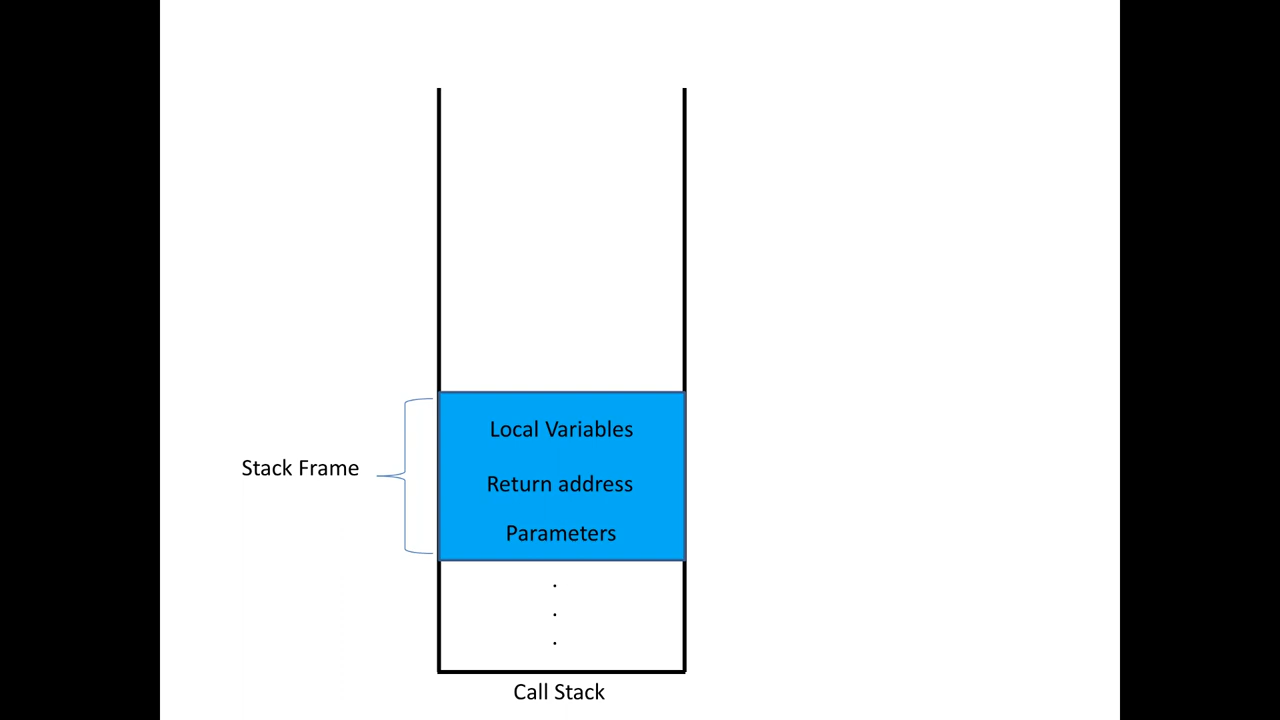 Local Variables
Stack Frame
Return address
Parameters
.
.
.
Call Stack